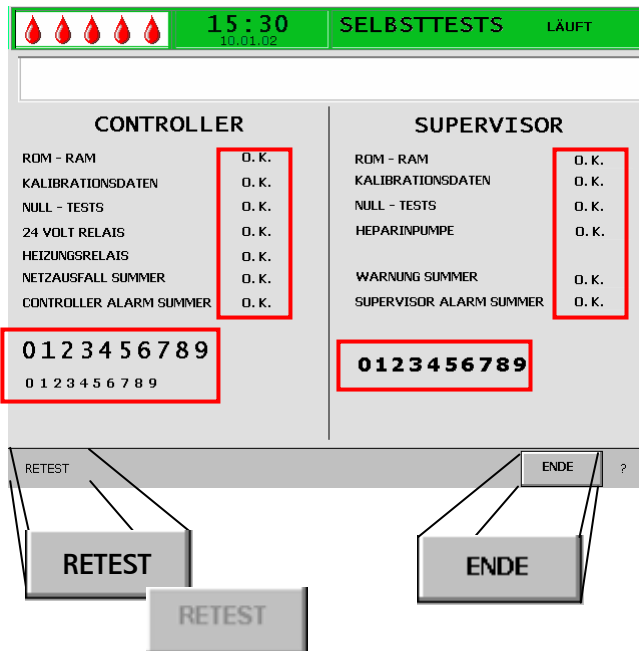 15:30
10.01.02
SELBSTTESTS LÄUFT
CONTROLLER
ROM - RAM O.K.
KALIBRATIONSDATEN O.K.
NULL - TESTS O.K.
24 VOLT RELAIS O.K.
HEIZUNGSRELAIS O.K.
NETZAUSFALL SUMMER O.K.
CONTROLLER ALARM SUMMER O.K.
0123456789
0123456789
SUPERVISOR
ROM - RAM O.K.
KALIBRATIONSDATEN O.K.
NULL - TESTS O.K.
HEPARINPUMPE O.K.
WARNUNG SUMMER O.K.
SUPERVISOR ALARM SUMMER O.K.
0123456789
RETEST ENDE ?
RETEST
ENDE
RETEST